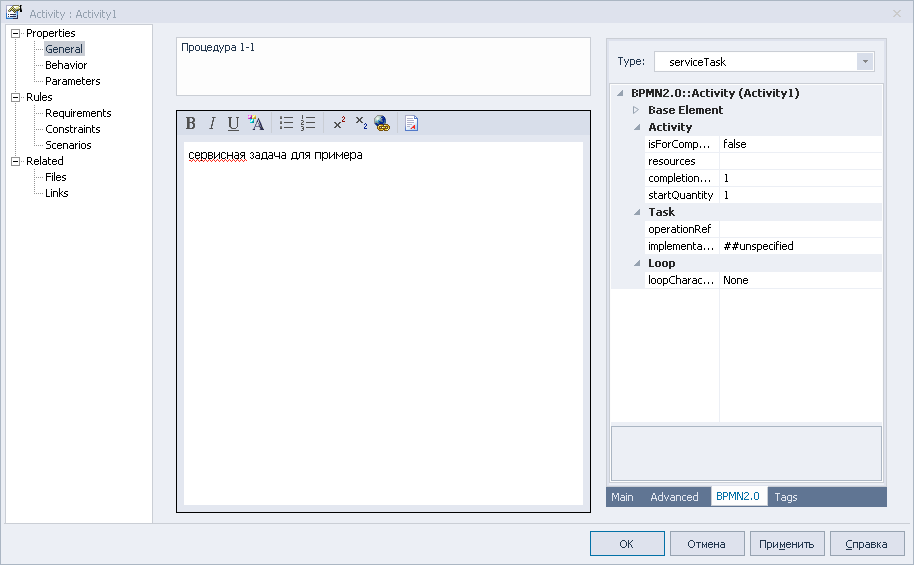 Activity : Activity1
Properties
General
Behavior
Parameters
Rules
Requirements
Constraints
Scenarios
Related
Files
Links
Процедура 1-1
B I U A x² x₂
сервисная задача для примера
Type: serviceTask
BPMN2.0::Activity (Activity1)
Base Element
Activity
isForComp... false
resources
completion... 1
startQuantity 1
Task
operationRef
implementa... ##unspecified
Loop
loopCharac... None
Main Advanced BPMN2.0 Tags
OK Отмена Применить Справка